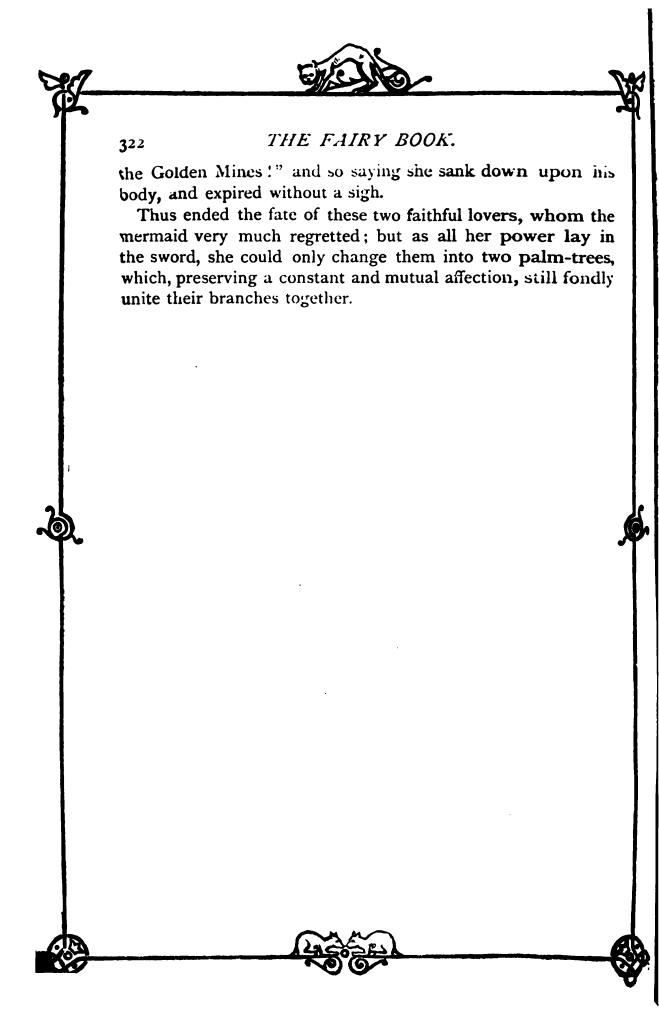 322 THE FAIRY BOOK.
the Golden Mines!" and so saying she sank down upon his
body, and expired without a sigh.
Thus ended the fate of these two faithful lovers, whom the
mermaid very much regretted; but as all her power lay in
the sword, she could only change them into two palm-trees,
which, preserving a constant and mutual affection, still fondly
unite their branches together.